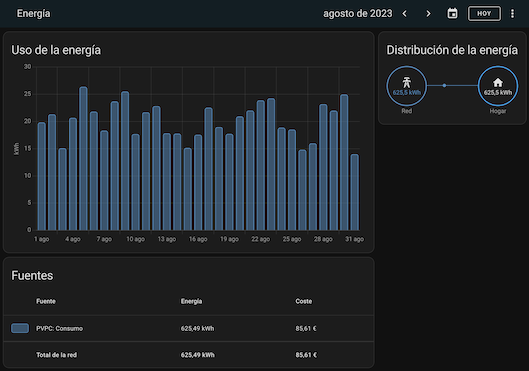 Energía
agosto de 2023
HOY
Uso de la energía
30
25
20
15
10
5
0
kWh
1 ago
4 ago
7 ago
10 ago
13 ago
16 ago
19 ago
22 ago
25 ago
28 ago
31 ago
Distribución de la energía
625,5 kWh
625,5 kWh
Red
Hogar
Fuentes
Fuente Energía Coste
PVPC: Consumo 625,49 kWh 85,61 €
Total de la red 625,49 kWh 85,61 €